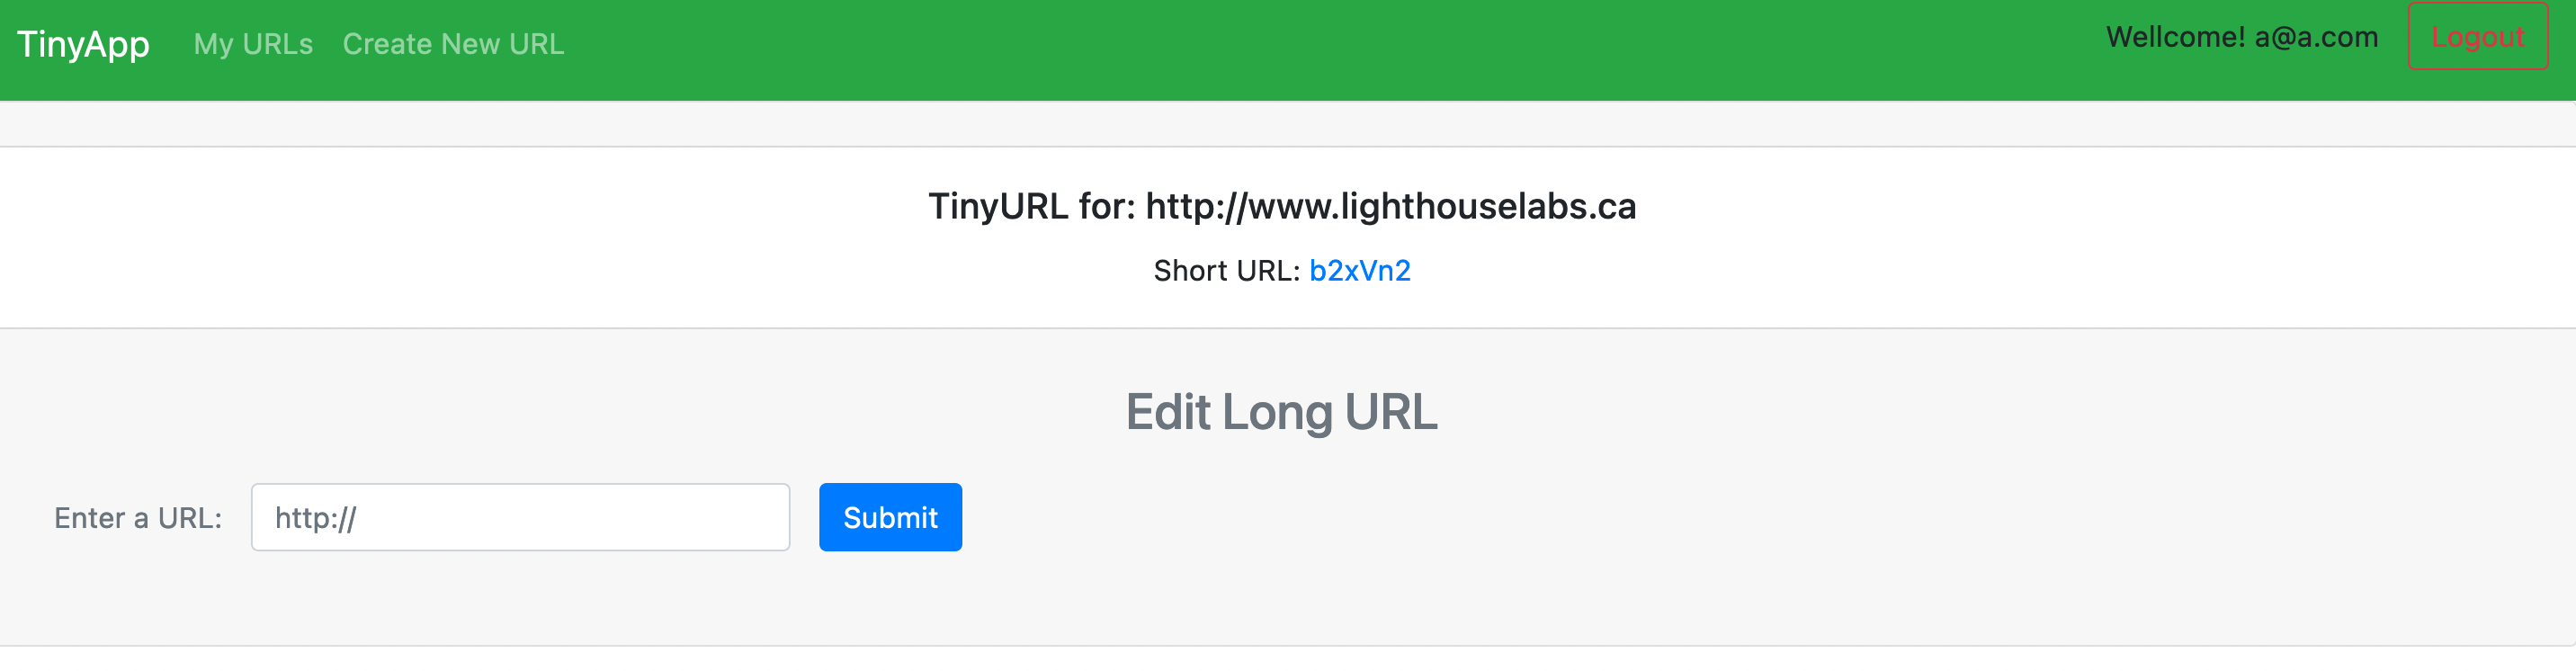 TinyApp My URLs Create New URL Wellcome! a@a.com Logout
TinyURL for: http://www.lighthouselabs.ca
Short URL: b2xVn2
Edit Long URL
Enter a URL: http:// Submit